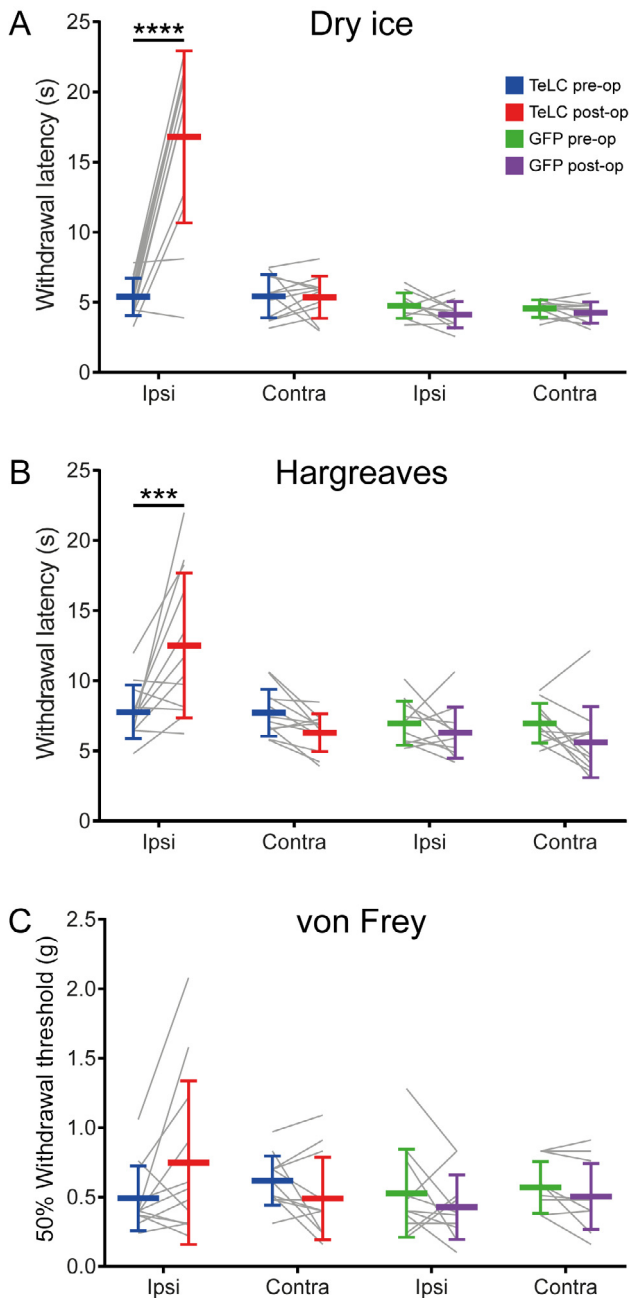 A
Dry ice
Withdrawal latency (s)
25
20
15
10
5
0
****
TeLC pre-op
TeLC post-op
GFP pre-op
GFP post-op
Ipsi Contra Ipsi Contra
B
Hargreaves
Withdrawal latency (s)
25
20
15
10
5
0
***
Ipsi Contra Ipsi Contra
C
von Frey
50% Withdrawal threshold (g)
2.5
2.0
1.5
1.0
0.5
0.0
Ipsi Contra Ipsi Contra